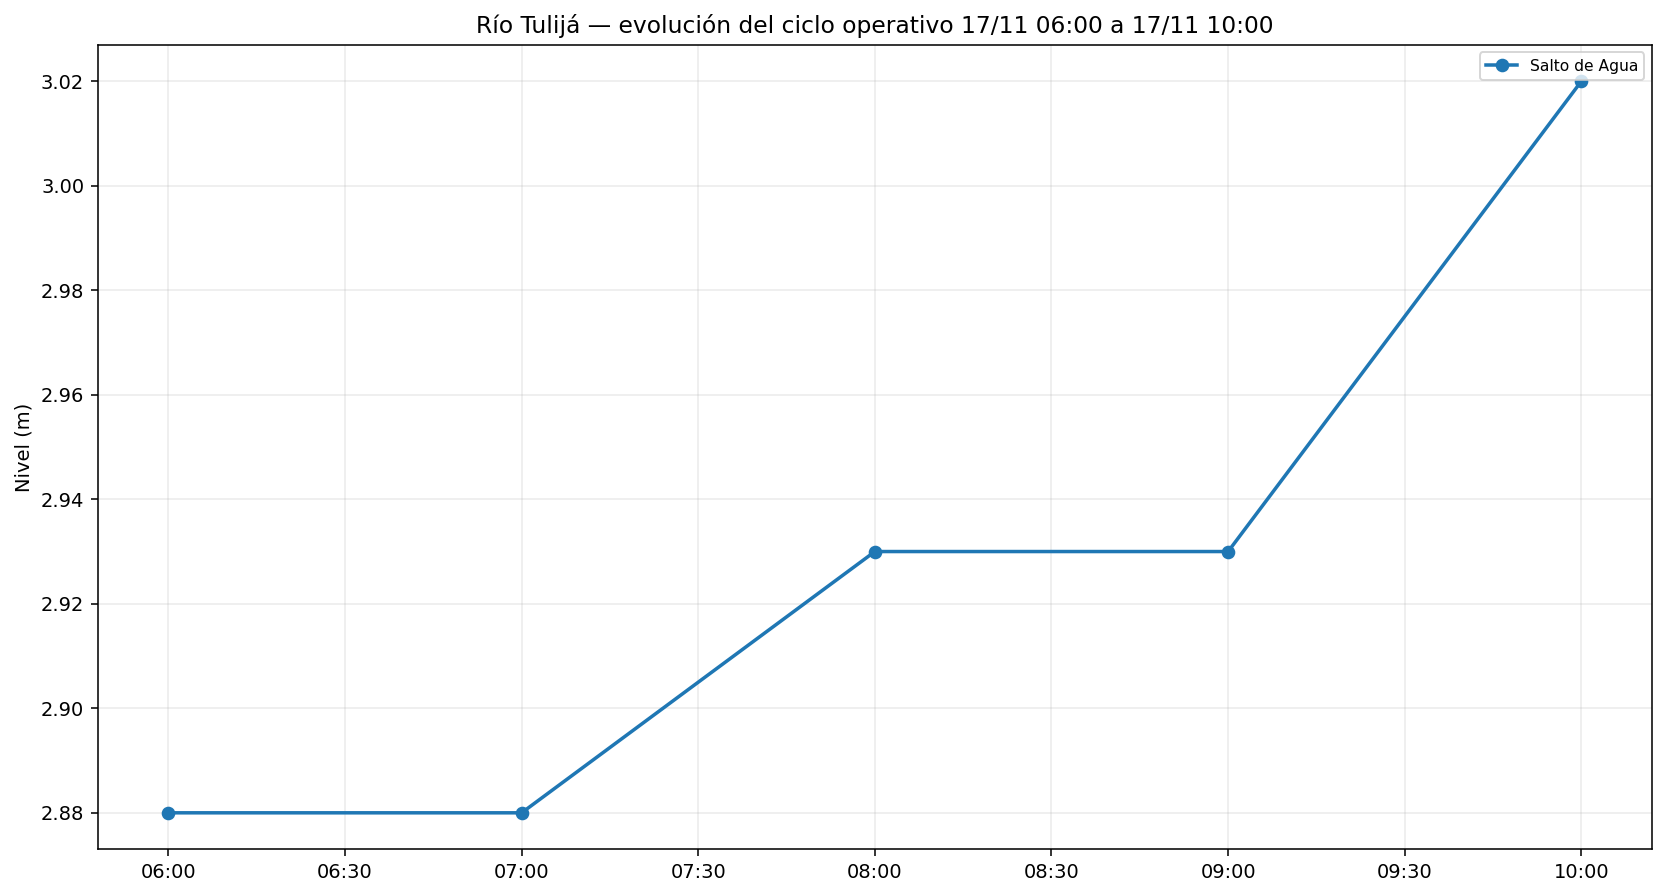 Río Tulijá — evolución del ciclo operativo 17/11 06:00 a 17/11 10:00
Salto de Agua
Nivel (m)
3.02
3.00
2.98
2.96
2.94
2.92
2.90
2.88
06:00 06:30 07:00 07:30 08:00 08:30 09:00 09:30 10:00